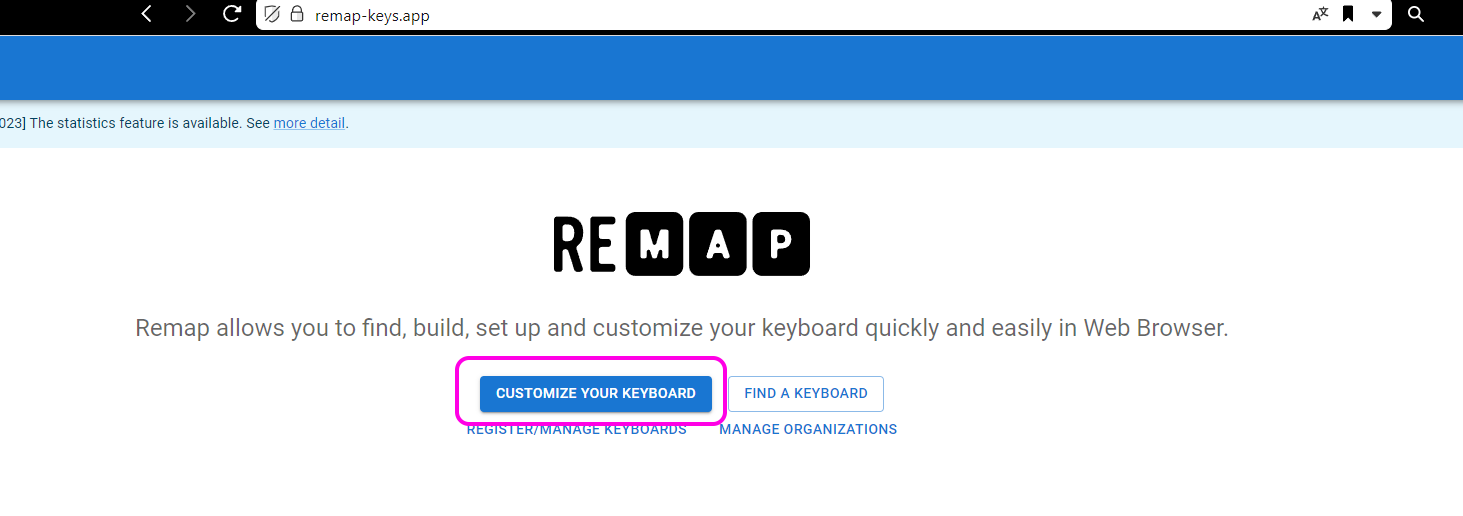 remap-keys.app
023] The statistics feature is available. See more detail.
REMAP
Remap allows you to find, build, set up and customize your keyboard quickly and easily in Web Browser.
CUSTOMIZE YOUR KEYBOARD FIND A KEYBOARD
REGISTER/MANAGE KEYBOARDS MANAGE ORGANIZATIONS